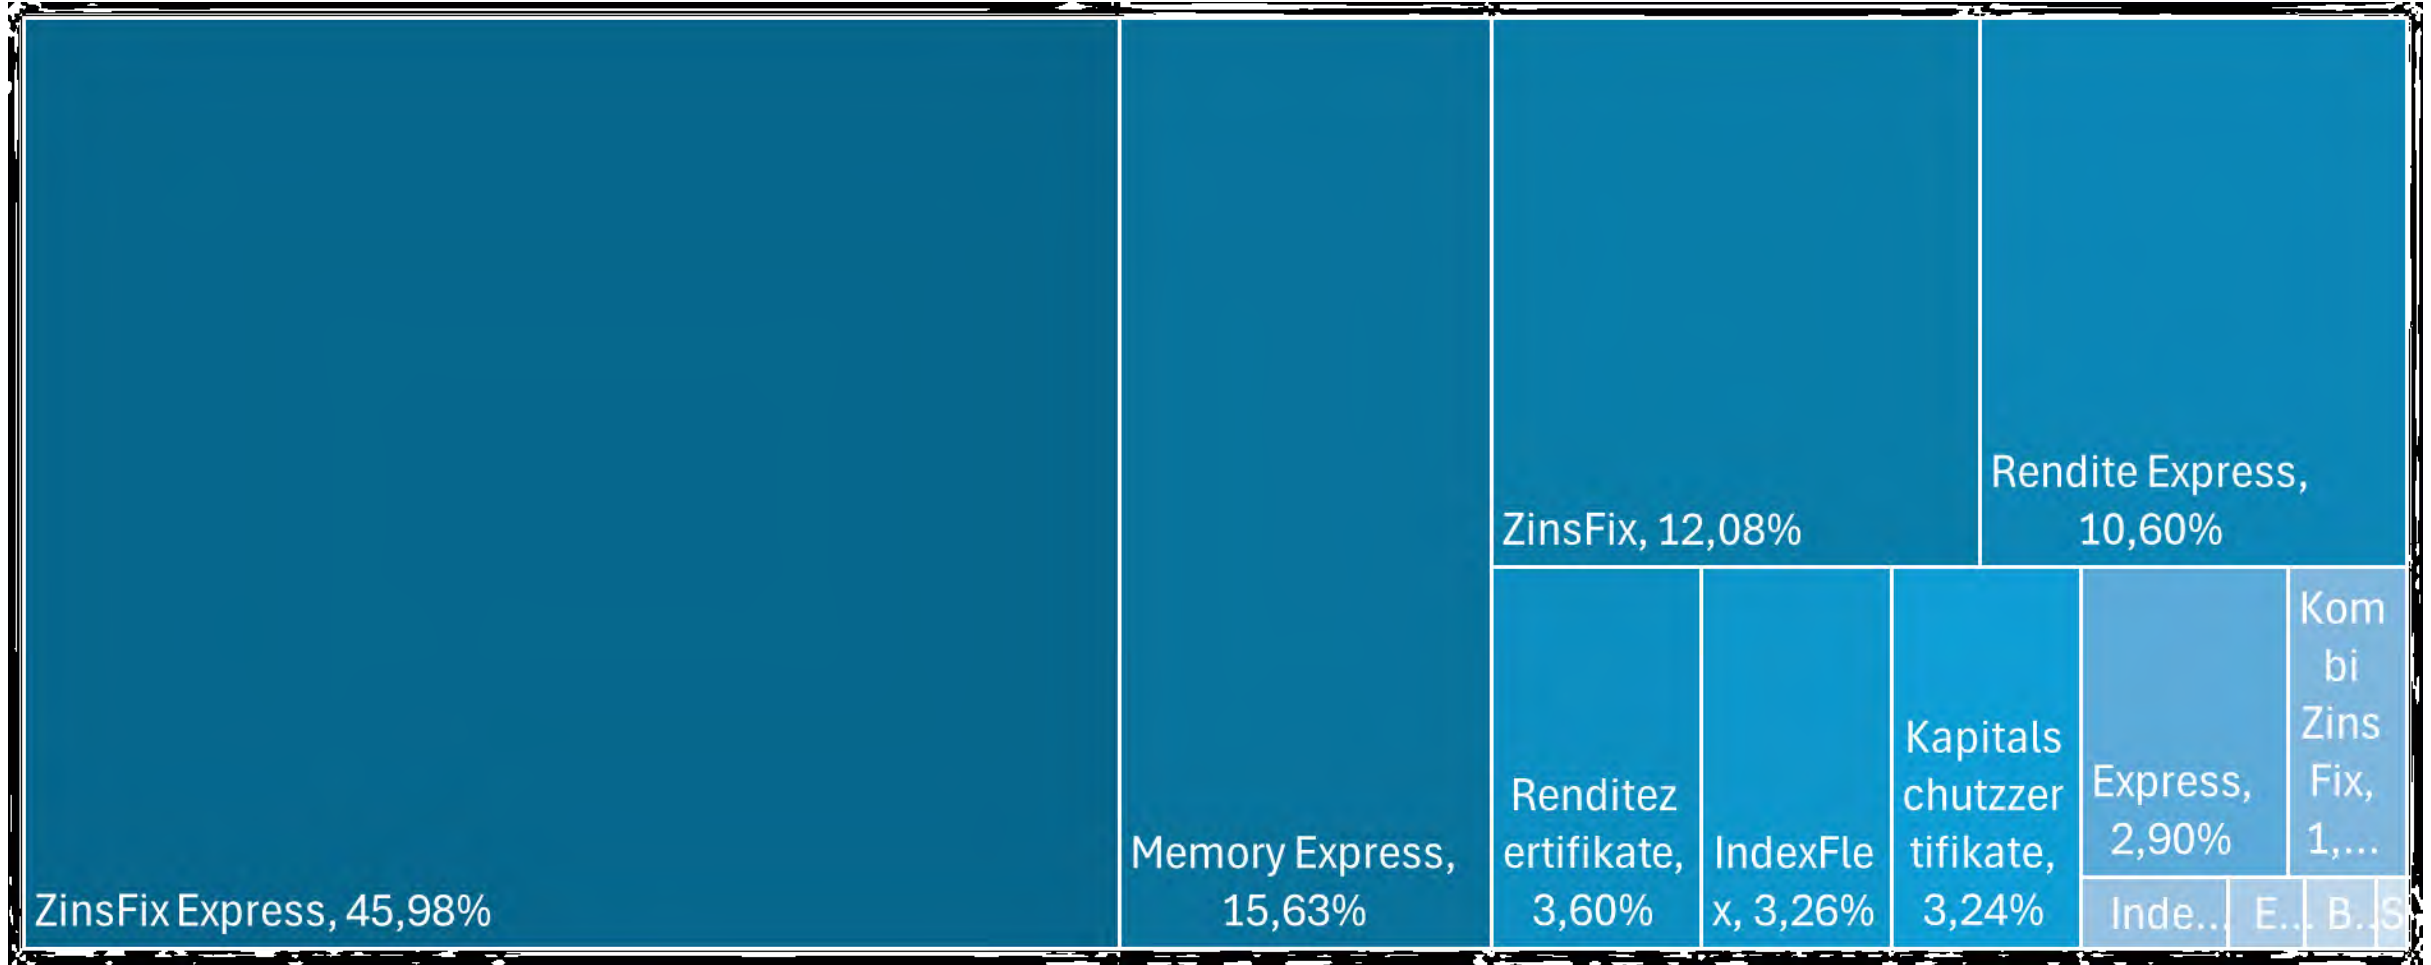 ZinsFix Express, 45,98%
Memory Express,
15,63%
ZinsFix, 12,08%
Rendite Express,
10,60%
Renditez
ertifikate,
3,60%
IndexFle
x, 3,26%
Kapitals
chutzzer
tifikate,
3,24%
Express,
2,90%
Kom
bi
Zins
Fix,
1,...
Inde...
E...
B...
S